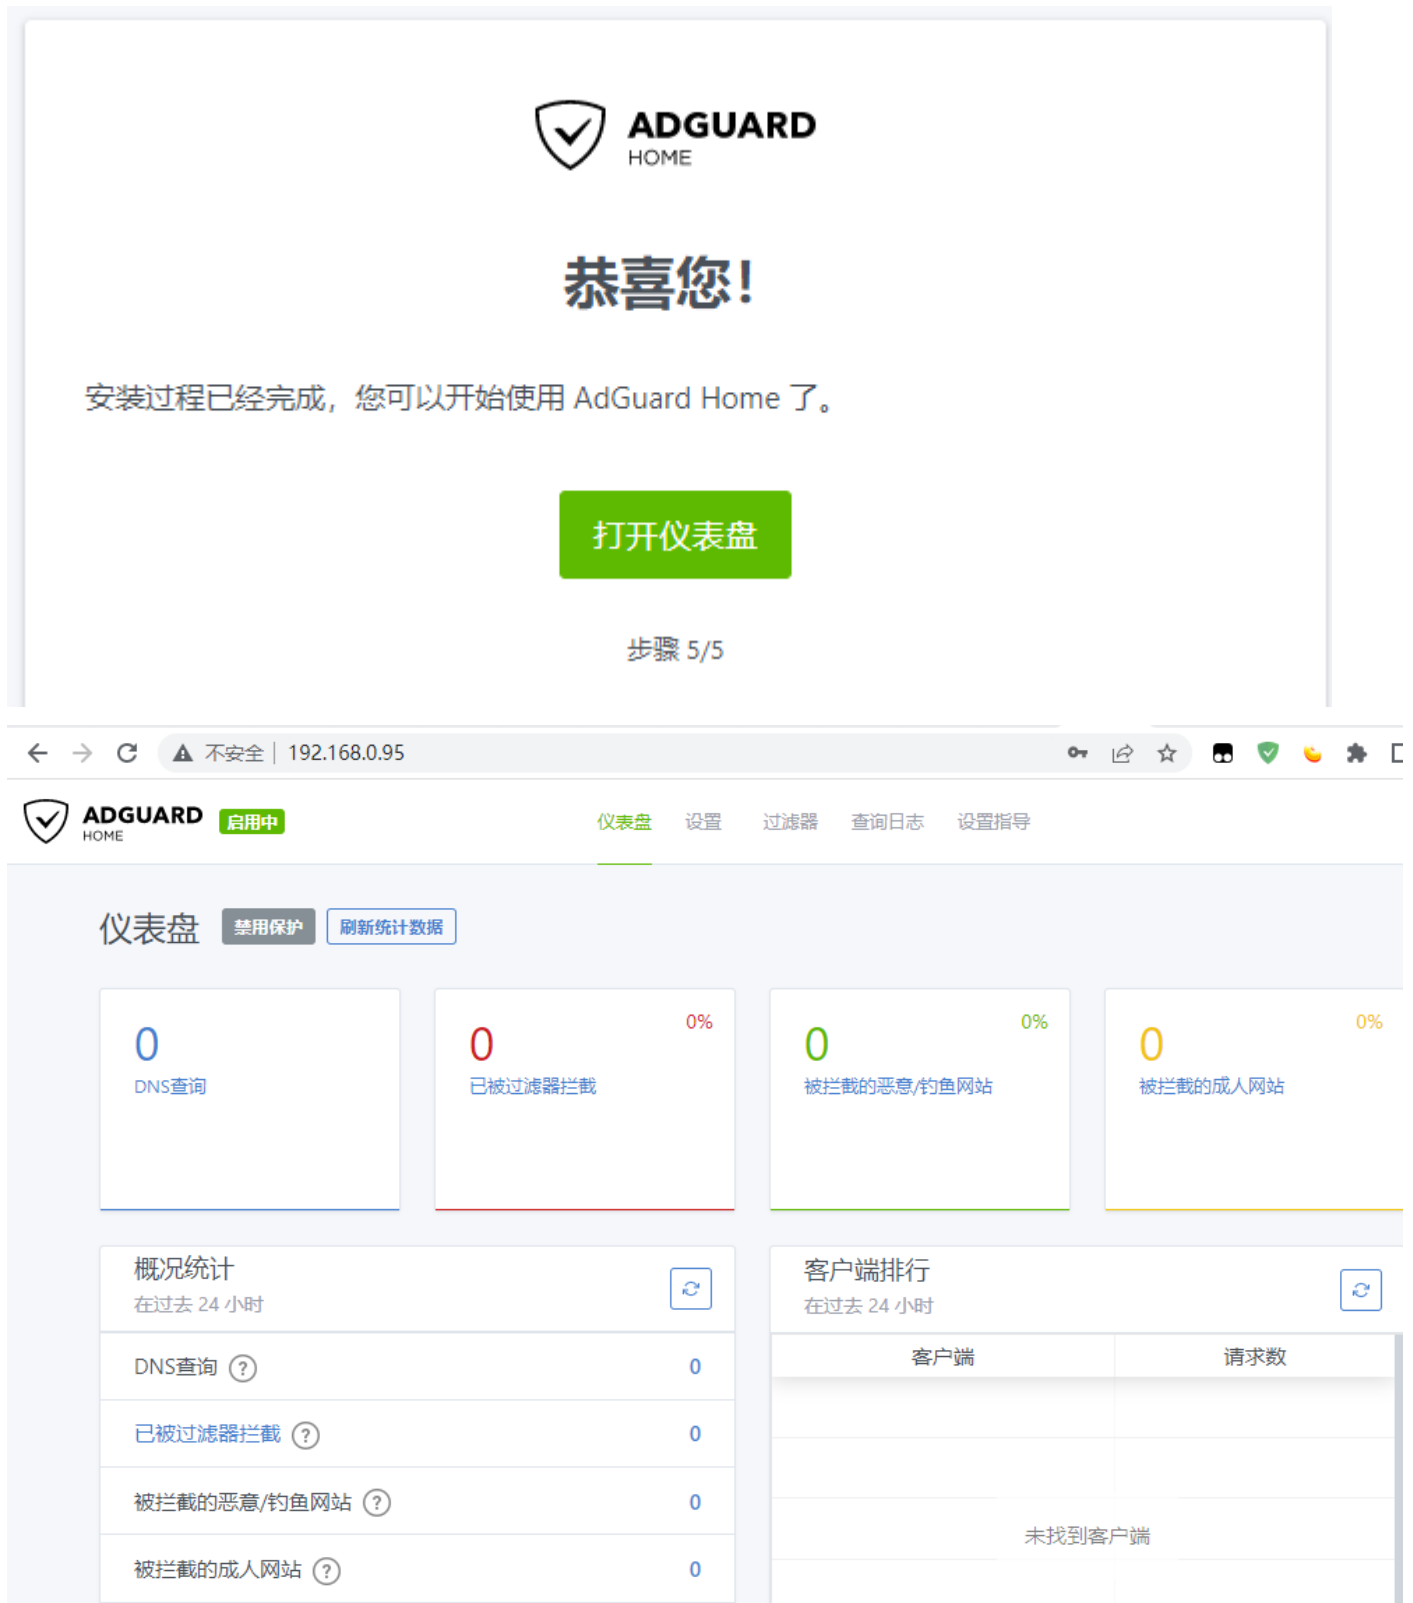 ADGUARD
HOME
恭喜您!
安装过程已经完成，您可以开始使用 AdGuard Home 了。
打开仪表盘
步骤 5/5
不安全 192.168.0.95
ADGUARD
HOME
启用中
仪表盘 设置 过滤器 查询日志 设置指导
仪表盘 禁用保护 刷新统计数据
0
DNS查询
0 0%
已被过滤器拦截
0 0%
被拦截的恶意/钓鱼网站
0 0%
被拦截的成人网站
概况统计
在过去 24 小时
DNS查询 ? 0
已被过滤器拦截 ? 0
被拦截的恶意/钓鱼网站 ? 0
被拦截的成人网站 ? 0
客户端排行
在过去 24 小时
客户端 请求数
未找到客户端